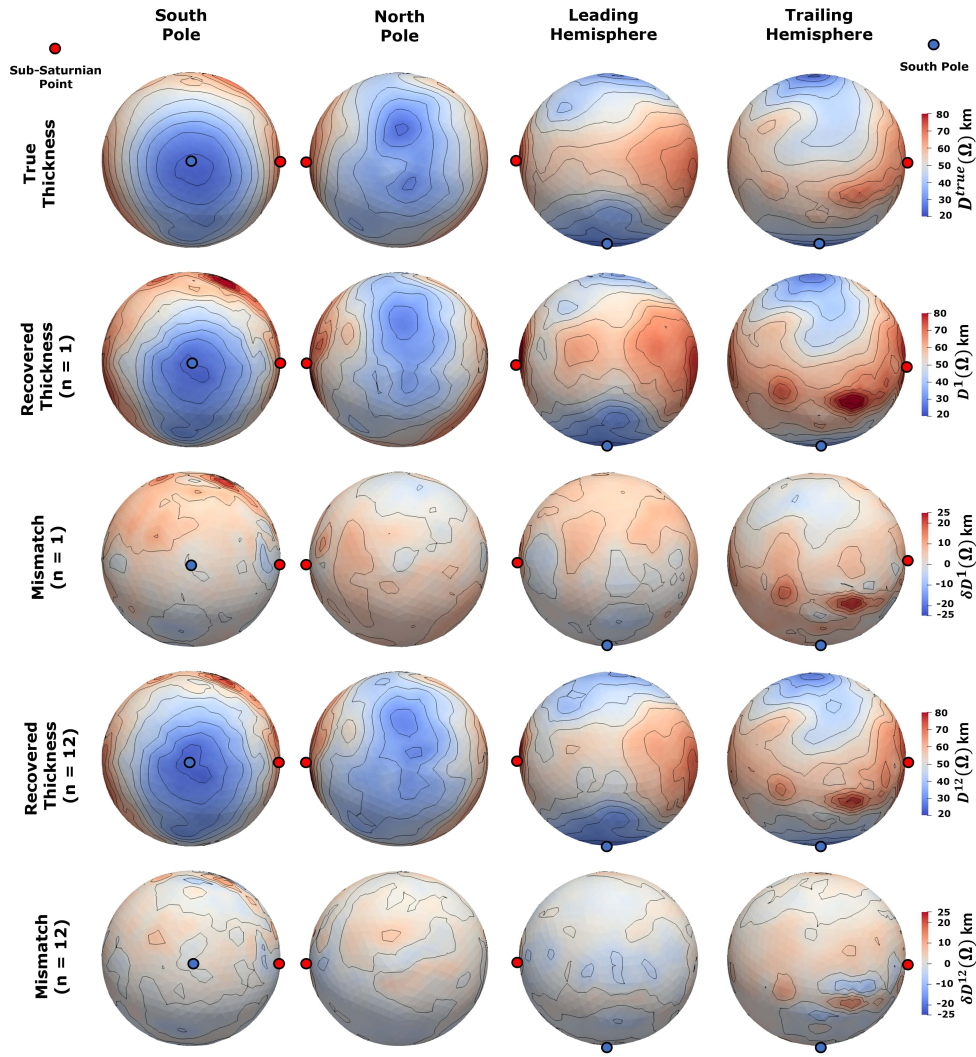 South
Pole
North
Pole
Leading
Hemisphere
Trailing
Hemisphere
Sub-Saturnian
Point
South Pole
True
Thickness
80
70
60
50
40
30
20
D^true(Ω) km
Recovered
Thickness
(n = 1)
80
70
60
50
40
30
20
D^1(Ω) km
Mismatch
(n = 1)
25
20
10
0
-10
-20
-25
δD^1(Ω) km
Recovered
Thickness
(n = 12)
80
70
60
50
40
30
20
D^12(Ω) km
Mismatch
(n = 12)
25
20
10
0
-10
-20
-25
δD^12(Ω) km